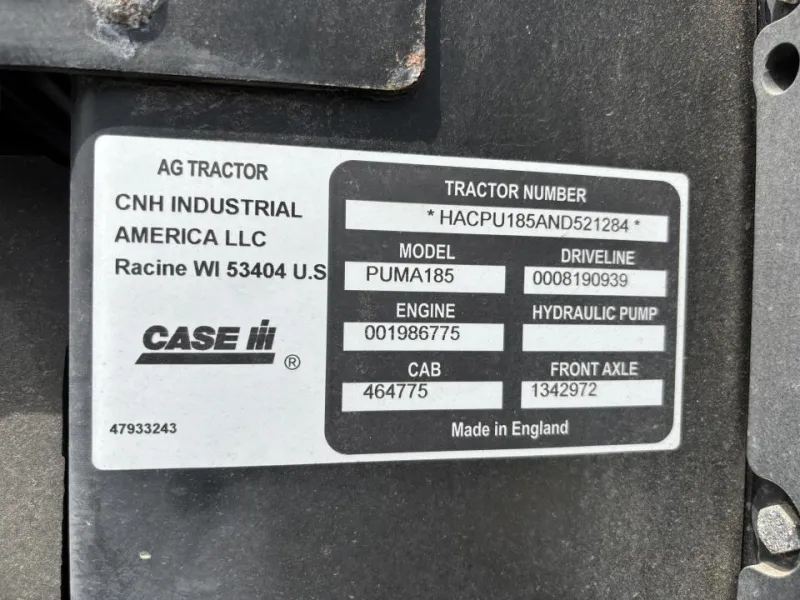 AG TRACTOR
CNH INDUSTRIAL
AMERICA LLC
Racine WI 53404 U.S
CASE IH
®
47933243
TRACTOR NUMBER
* HACPU185AND521284 *
MODEL DRIVELINE
PUMA185 0008190939
ENGINE HYDRAULIC PUMP
001986775
CAB FRONT AXLE
464775 1342972
Made in England